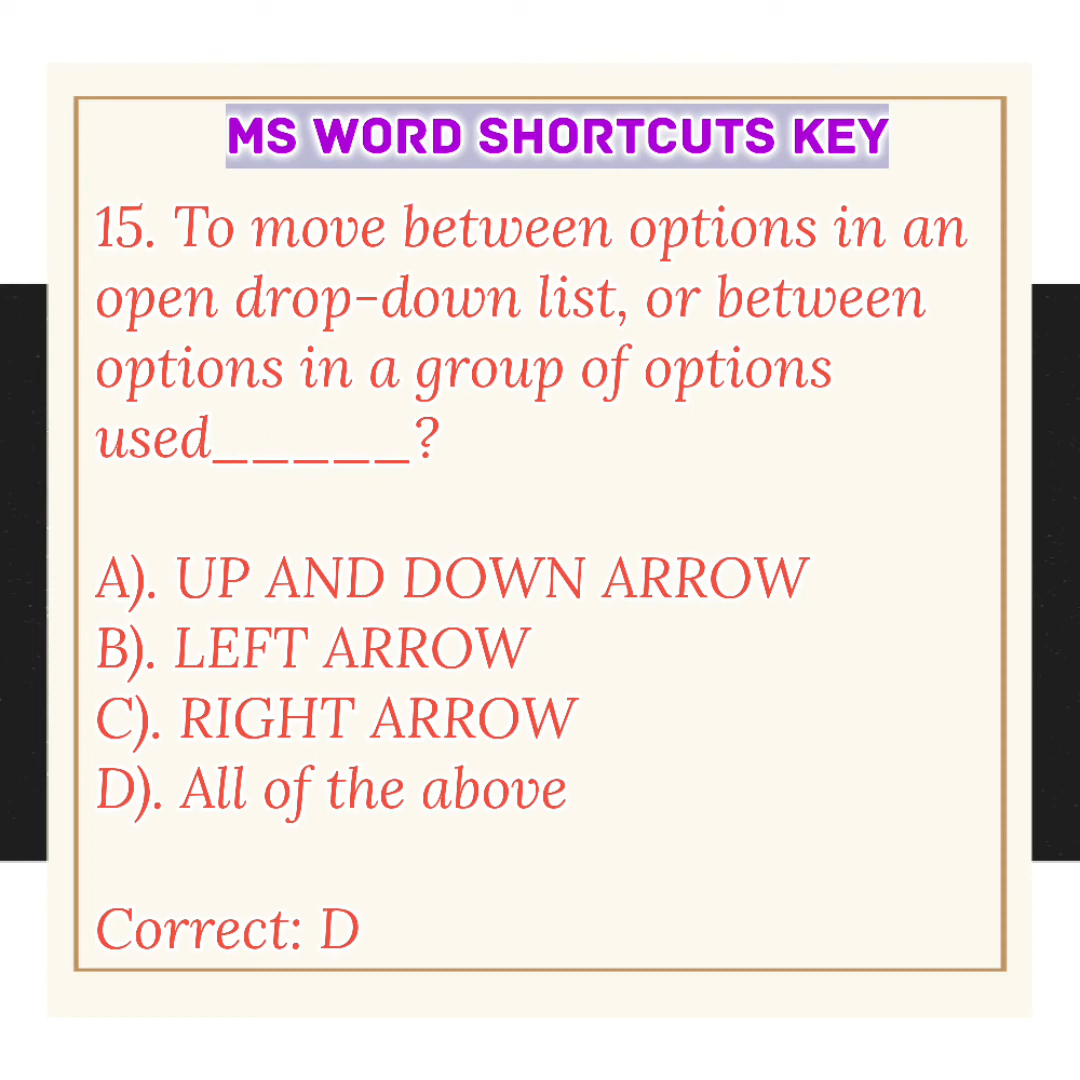 MS WORD SHORTCUTS KEY
15. To move between options in an
open drop-down list, or between
options in a group of options
used_____?
A). UP AND DOWN ARROW
B). LEFT ARROW
C). RIGHT ARROW
D). All of the above
Correct: D